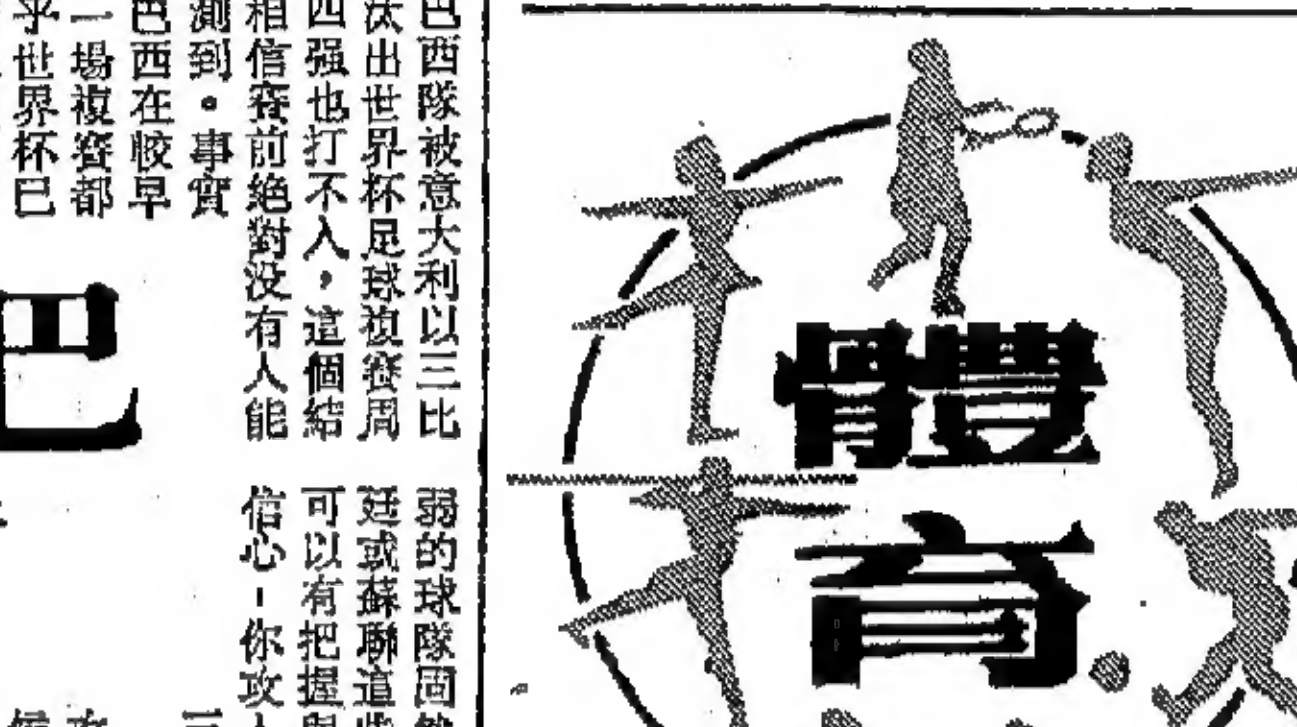 體育
巴西隊被意大利以三比
汰出世界杯足球複賽周
四强也打不入，這個結
相信賽前絕對没有人能
測到。事實
巴西在較早
一場複賽都
乎世界杯巴
巴
弱的球隊固
廷或蘇聯這些
可以有把握與
信心－你攻